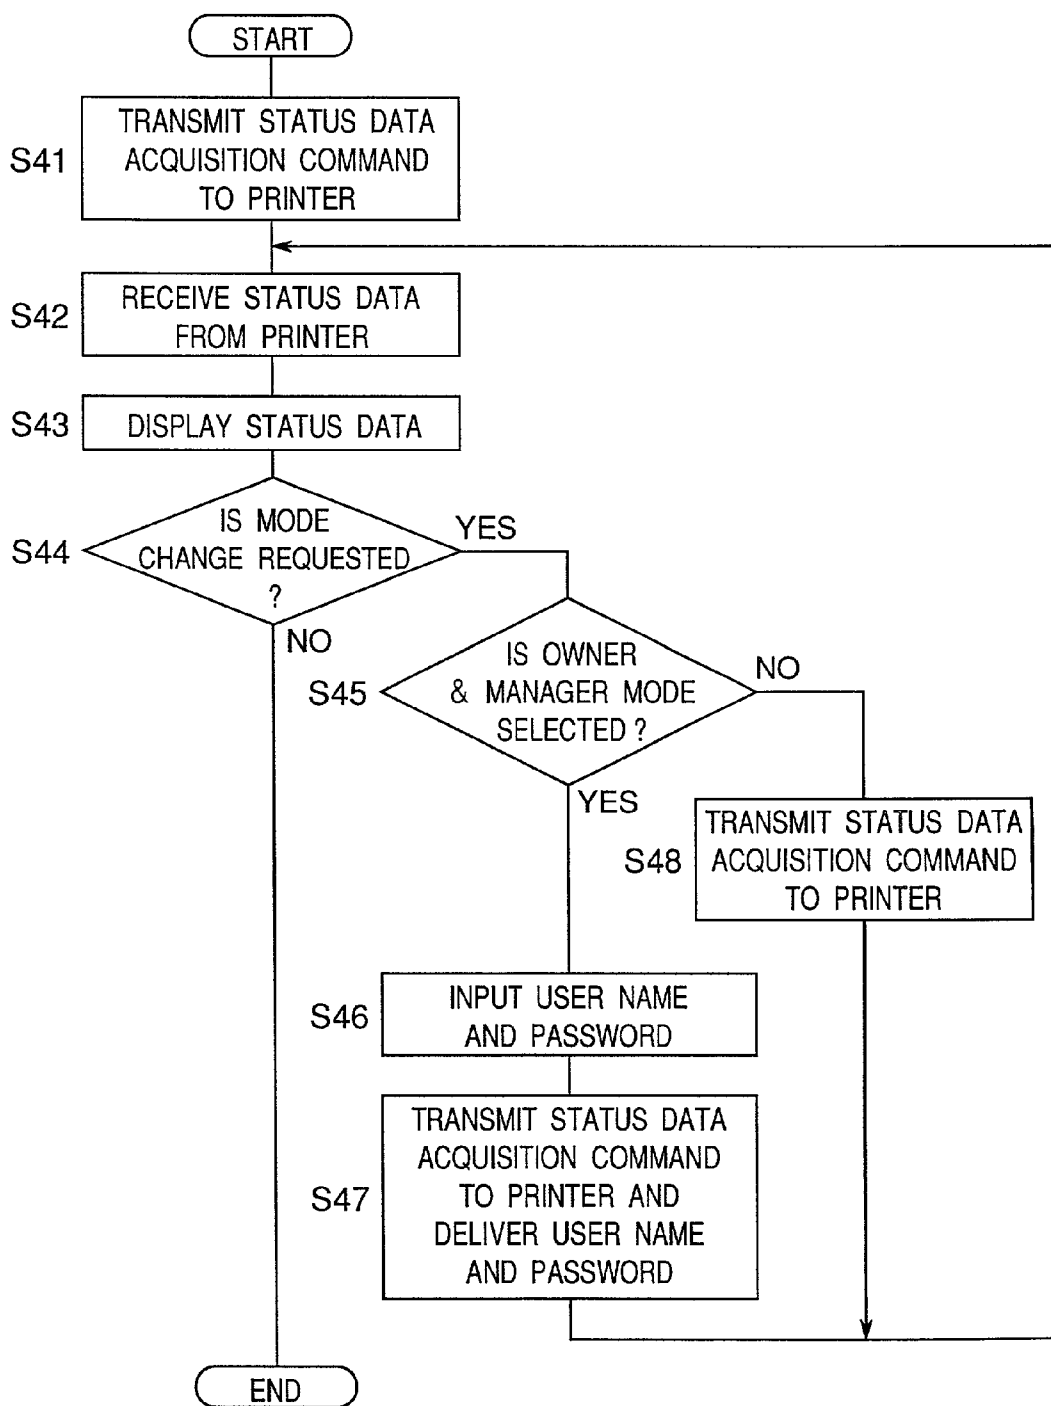 START
S41
TRANSMIT STATUS DATA
ACQUISITION COMMAND
TO PRINTER
S42
RECEIVE STATUS DATA
FROM PRINTER
S43
DISPLAY STATUS DATA
S44
IS MODE
CHANGE REQUESTED
?
YES
NO
S45
IS OWNER
& MANAGER MODE
SELECTED ?
NO
YES
S48
TRANSMIT STATUS DATA
ACQUISITION COMMAND
TO PRINTER
S46
INPUT USER NAME
AND PASSWORD
S47
TRANSMIT STATUS DATA
ACQUISITION COMMAND
TO PRINTER AND
DELIVER USER NAME
AND PASSWORD
END